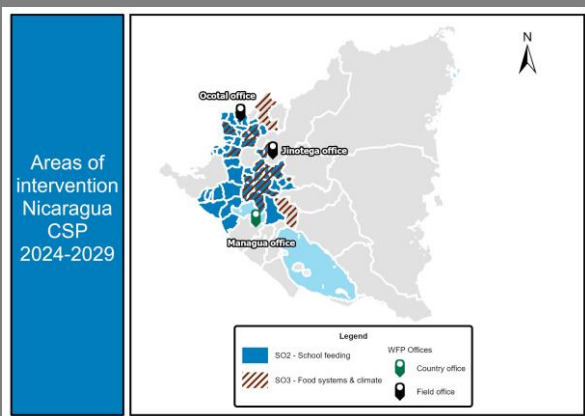 Areas of
intervention
Nicaragua
CSP
2024-2029
N
Ocotal office
Jinotega office
Managua office
Legend
SO2 - School feeding
SO3 - Food systems & climate
WFP Offices
Country office
Field office